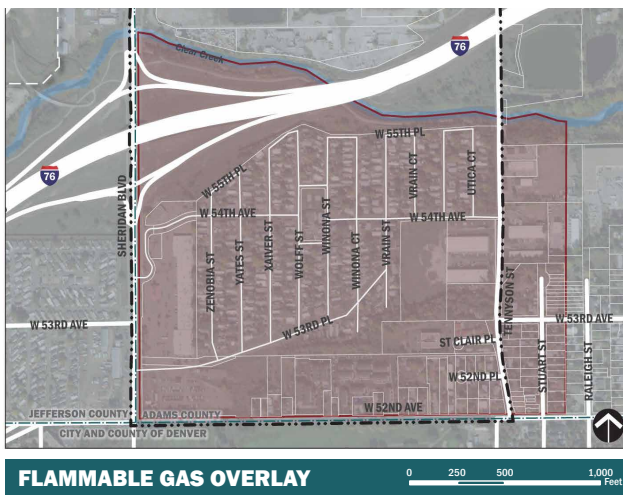 Clear Creek
76
W 55TH PL
76
W 55TH PL
VRAIN CT
UTICA CT
SHERIDAN BLVD
W 54TH AVE
W 54TH AVE
ZENOBIA ST
YATES ST
XAIVER ST
WOLFF ST
WINONA ST
WINONA CT
VRAIN ST
TENNYSON ST
W 53RD AVE
W 53RD PL
W 53RD AVE
ST CLAIR PL
STUART ST
RALEIGH ST
W 52ND PL
W 52ND AVE
JEFFERSON COUNTY
ADAMS COUNTY
CITY AND COUNTY OF DENVER
FLAMMABLE GAS OVERLAY
0 250 500 1,000
Feet